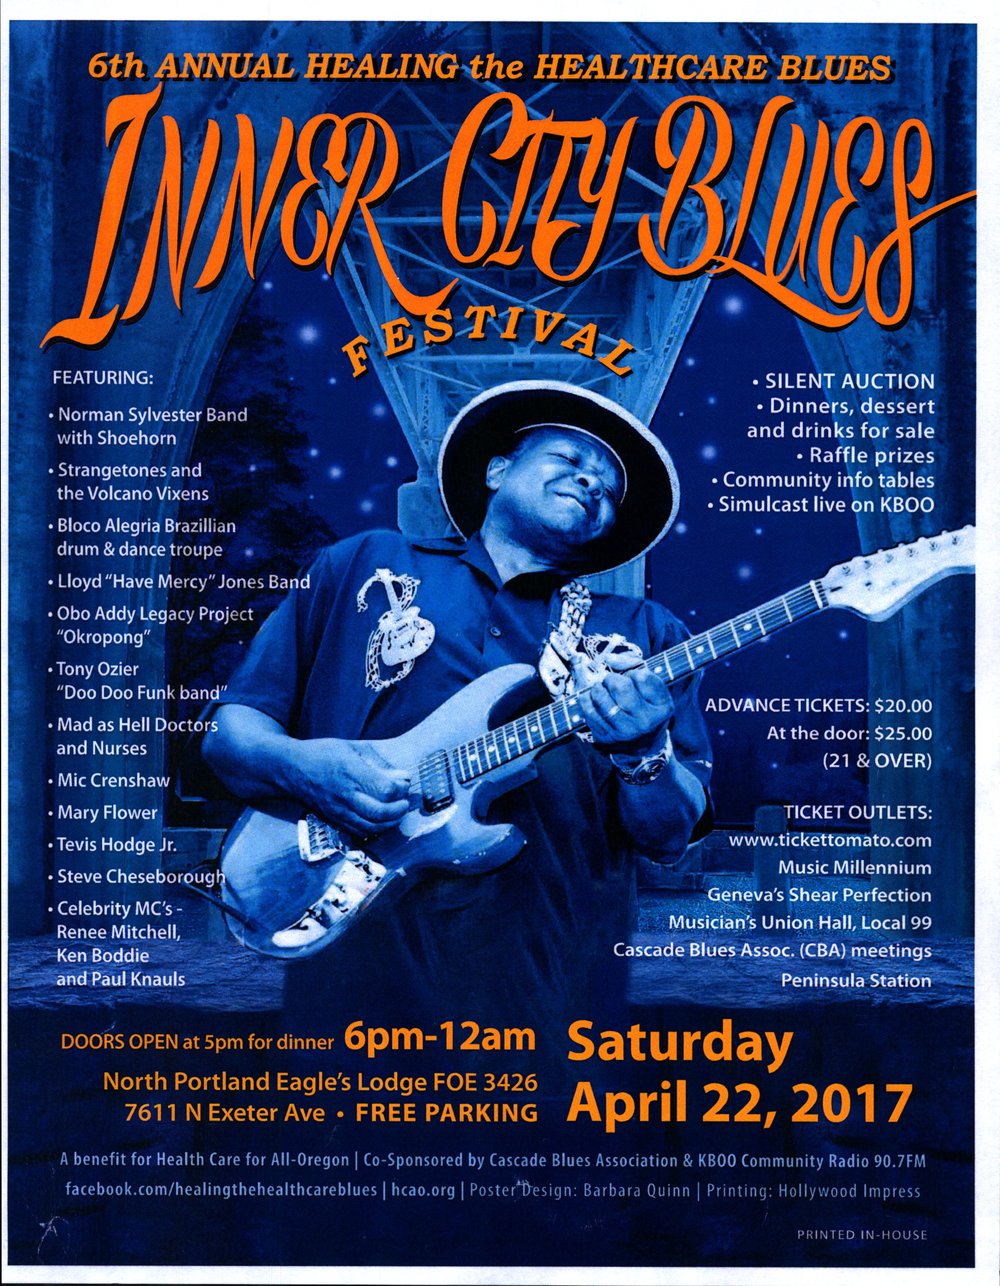 6th ANNUAL HEALING the HEALTHCARE BLUES
INNER CITY BLUES
FESTIVAL
FEATURING:
• Norman Sylvester Band
with Shoehorn
• Strangetones and
the Volcano Vixens
• Bloco Alegria Brazillian
drum & dance troupe
• Lloyd “Have Mercy” Jones Band
• Obo Addy Legacy Project
“Okropong”
• Tony Ozier
“Doo Doo Funk band”
• Mad as Hell Doctors
and Nurses
• Mic Crenshaw
• Mary Flower
• Tevis Hodge Jr.
• Steve Cheseborough
• Celebrity MC’s -
Renee Mitchell,
Ken Boddie
and Paul Knauls
• SILENT AUCTION
• Dinners, dessert
and drinks for sale
• Raffle prizes
• Community info tables
• Simulcast live on KBOO
ADVANCE TICKETS: $20.00
At the door: $25.00
(21 & OVER)
TICKET OUTLETS:
www.tickettomato.com
Music Millennium
Geneva’s Shear Perfection
Musician’s Union Hall, Local 99
Cascade Blues Assoc. (CBA) meetings
Peninsula Station
DOORS OPEN at 5pm for dinner 6pm-12am
North Portland Eagle’s Lodge FOE 3426
7611 N Exeter Ave • FREE PARKING
Saturday
April 22, 2017
A benefit for Health Care for All-Oregon | Co-Sponsored by Cascade Blues Association & KBOO Community Radio 90.7FM
facebook.com/healingthehealthcareblues | hcao.org | Poster Design: Barbara Quinn | Printing: Hollywood Impress
PRINTED IN-HOUSE